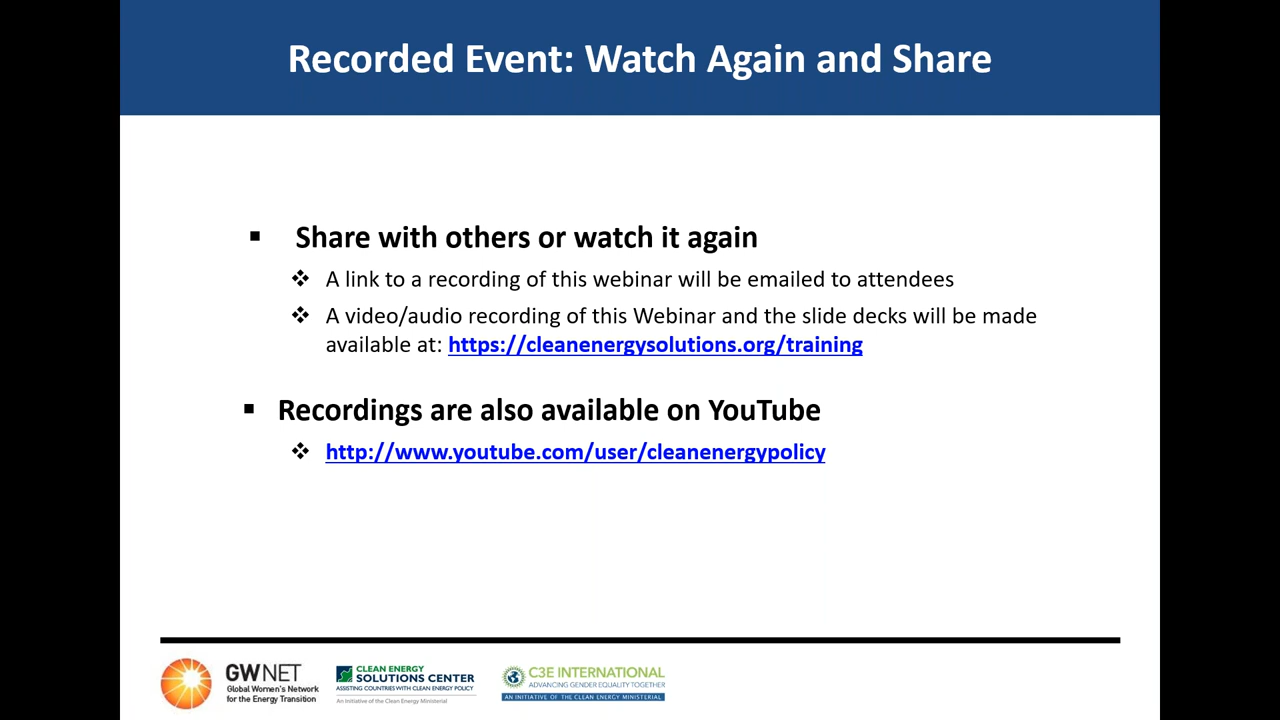 Recorded Event: Watch Again and Share
▪ Share with others or watch it again
❖ A link to a recording of this webinar will be emailed to attendees
❖ A video/audio recording of this Webinar and the slide decks will be made
available at: https://cleanenergysolutions.org/training
▪ Recordings are also available on YouTube
❖ http://www.youtube.com/user/cleanenergypolicy
GWNET
Global Women's Network
for the Energy Transition
CLEAN ENERGY
SOLUTIONS CENTER
ASSISTING COUNTRIES WITH CLEAN ENERGY POLICY
An Initiative of the Clean Energy Ministerial
C3E INTERNATIONAL
ADVANCING GENDER EQUALITY TOGETHER
AN INITIATIVE OF THE CLEAN ENERGY MINISTERIAL